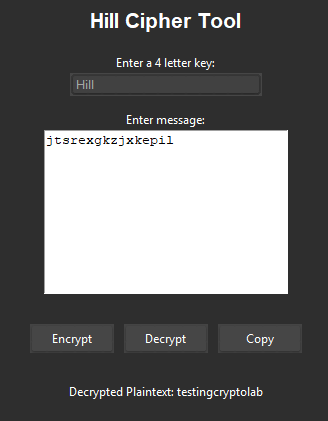 Hill Cipher Tool
Enter a 4 letter key:
Hill
Enter message:
jtsrexgkzjxkepil
Encrypt Decrypt Copy
Decrypted Plaintext: testingcryptolab